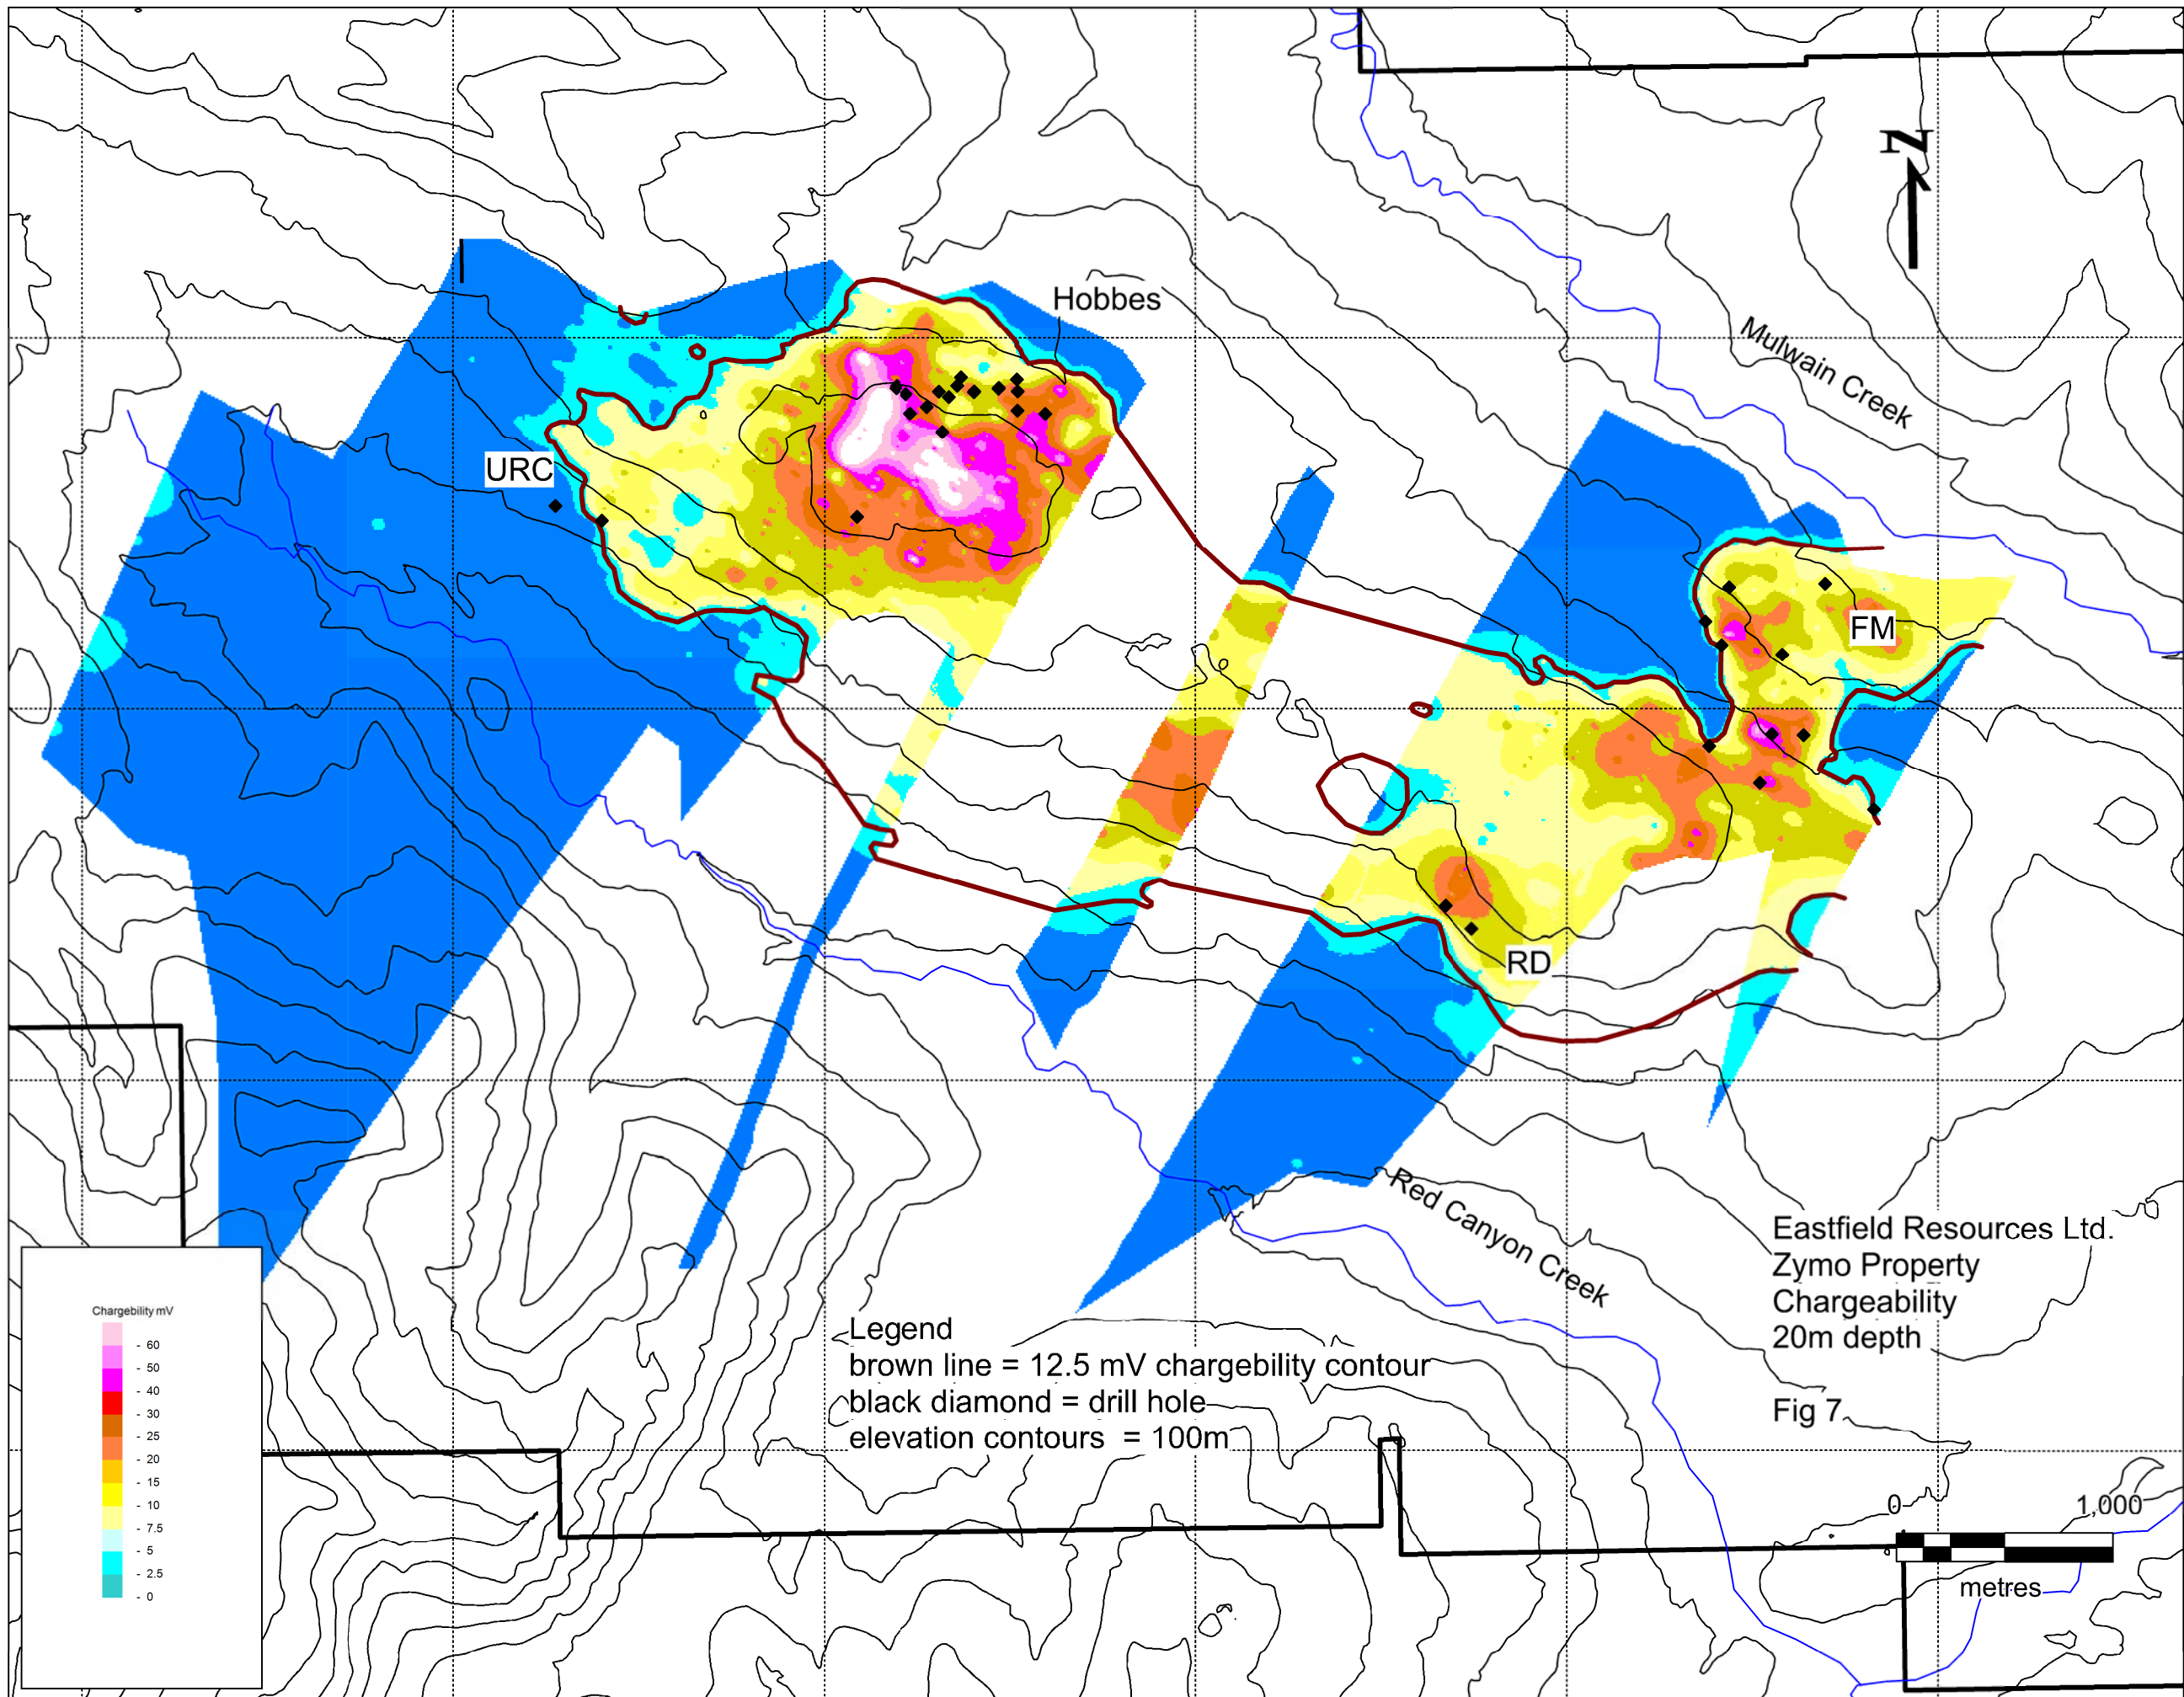 N
Hobbes
Mulwain Creek
URC
FM
RD
Red Canyon Creek
Eastfield Resources Ltd.
Zymo Property
Chargeability
20m depth
Fig 7
Legend
brown line = 12.5 mV chargebility contour
black diamond = drill hole
elevation contours = 100m
Chargebility mV
- 60
- 50
- 40
- 30
- 25
- 20
- 15
- 10
- 7.5
- 5
- 2.5
- 0
0 1,000
metres